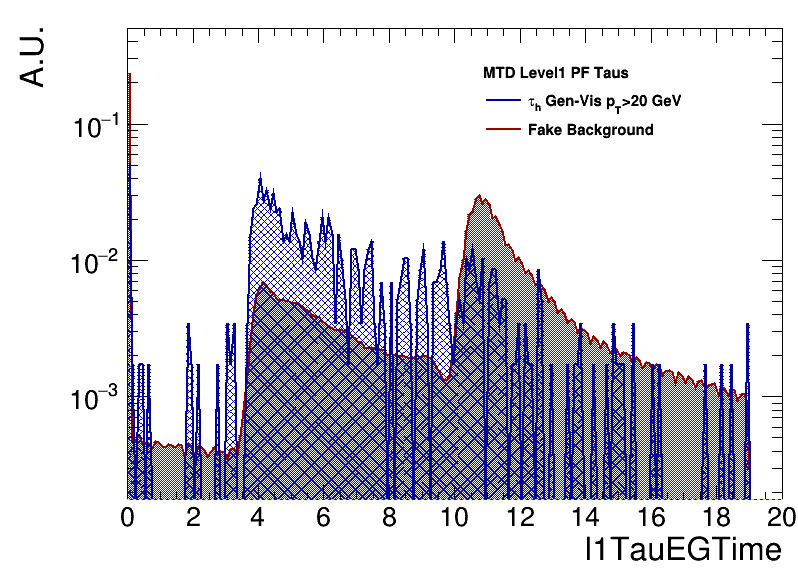 A.U.
MTD Level1 PF Taus
τh Gen-Vis pT>20 GeV
Fake Background
10−1
10−2
10−3
0 2 4 6 8 10 12 14 16 18 20
l1TauEGTime